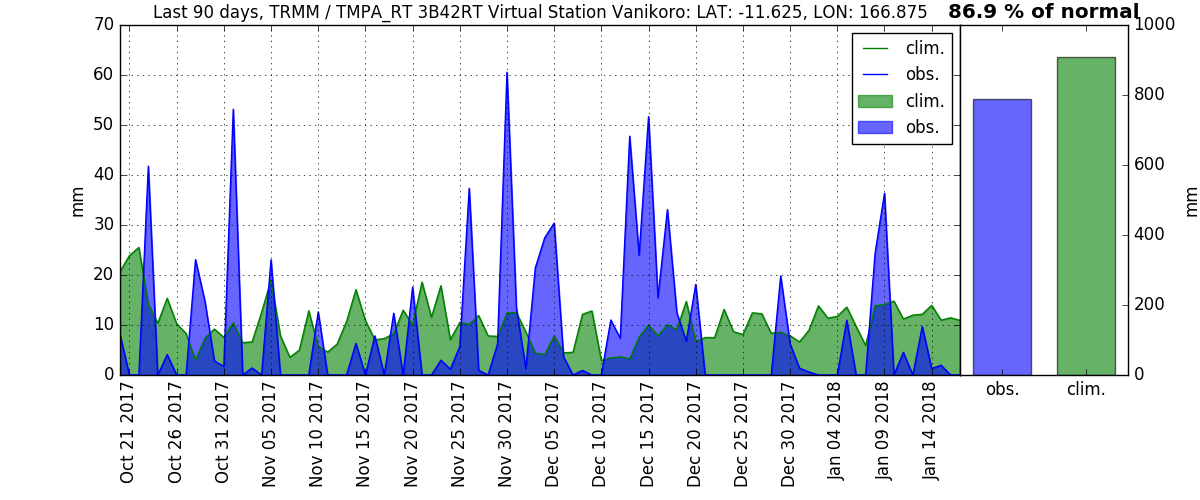 Last 90 days, TRMM / TMPA_RT 3B42RT Virtual Station Vanikoro: LAT: -11.625, LON: 166.875
86.9 % of normal
70
60
50
40
30
20
10
0
mm
clim.
obs.
clim.
obs.
Oct 21 2017
Oct 26 2017
Oct 31 2017
Nov 05 2017
Nov 10 2017
Nov 15 2017
Nov 20 2017
Nov 25 2017
Nov 30 2017
Dec 05 2017
Dec 10 2017
Dec 15 2017
Dec 20 2017
Dec 25 2017
Dec 30 2017
Jan 04 2018
Jan 09 2018
Jan 14 2018
1000
800
600
400
200
0
mm
obs.
clim.